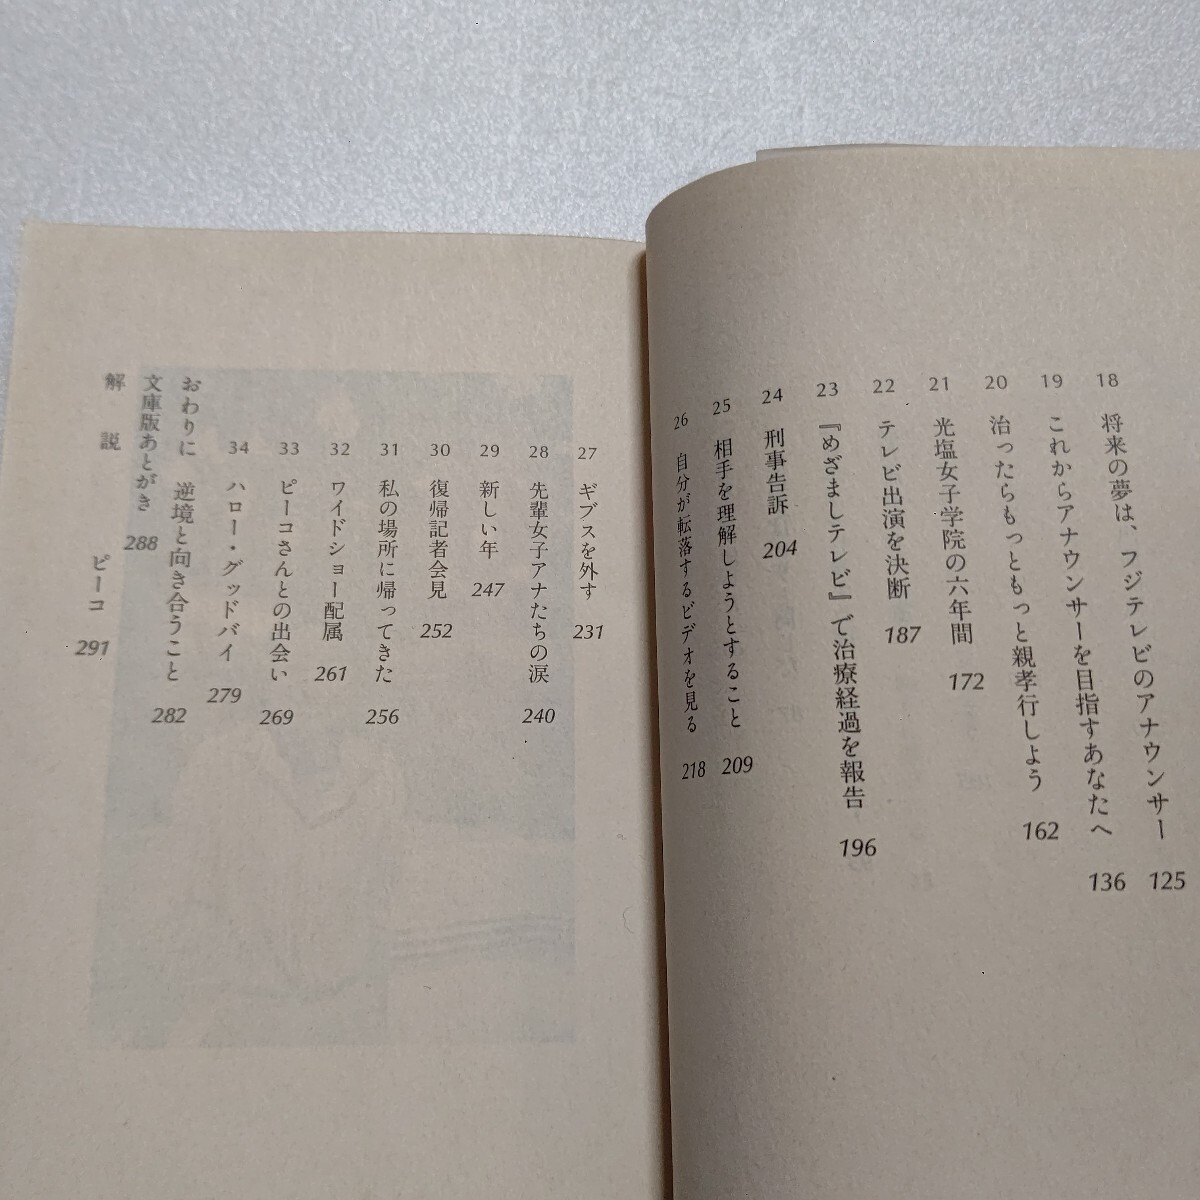 18 将来の夢は、フジテレビのアナウンサー 125
19 これからアナウンサーを目指すあなたへ 136
20 治ったらもっともっと親孝行しよう 162
21 光塩女子学院の六年間 172
22 テレビ出演を決断 187
23 『めざましテレビ』で治療経過を報告 196
24 刑事告訴 204
25 相手を理解しようとすること 209
26 自分が転落するビデオを見る 218
27 ギブスを外す 231
28 先輩女子アナたちの涙 240
29 新しい年 247
30 復帰記者会見 252
31 私の場所に帰ってきた 256
32 ワイドショー配属 261
33 ピーコさんとの出会い 269
34 ハロー・グッドバイ 279
おわりに 逆境と向き合うこと 282
文庫版あとがき 288
解説 ピーコ 291